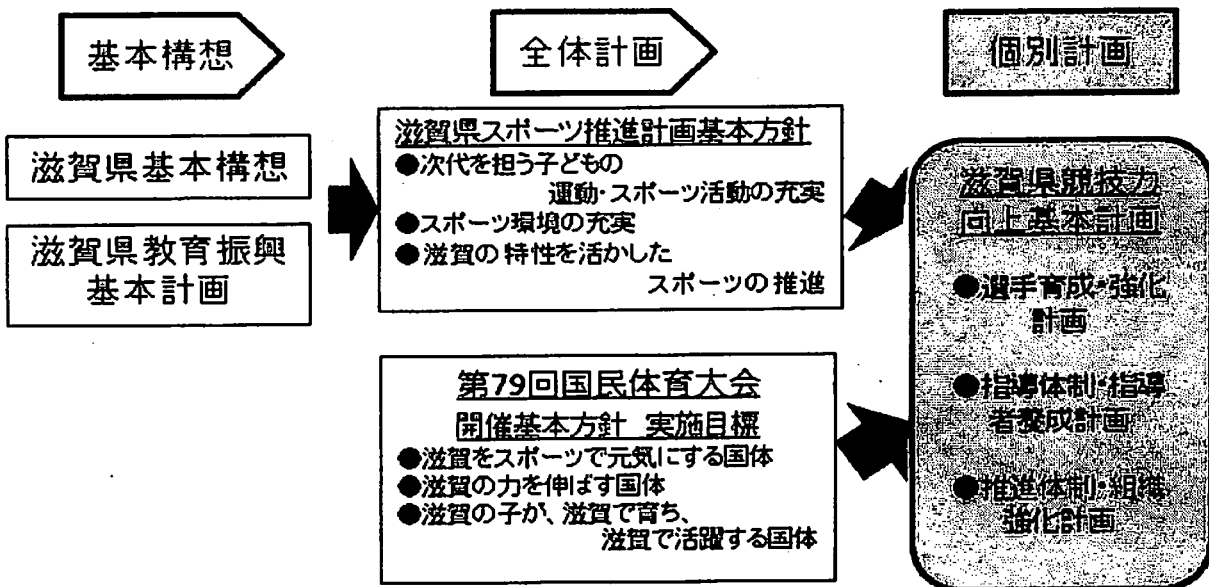 基本構想
全体計画
個別計画
滋賀県基本構想
滋賀県教育振興
基本計画
滋賀県スポーツ推進計画基本方針
●次代を担う子どもの
運動・スポーツ活動の充実
●スポーツ環境の充実
●滋賀の特性を活かした
スポーツの推進
第79回国民体育大会
開催基本方針 実施目標
●滋賀をスポーツで元気にする国体
●滋賀の力を伸ばす国体
●滋賀の子が、滋賀で育ち、
滋賀で活躍する国体
滋賀県競技力
向上基本計画
●選手育成・強化
計画
●指導体制・指導
者養成計画
●推進体制・組織
強化計画